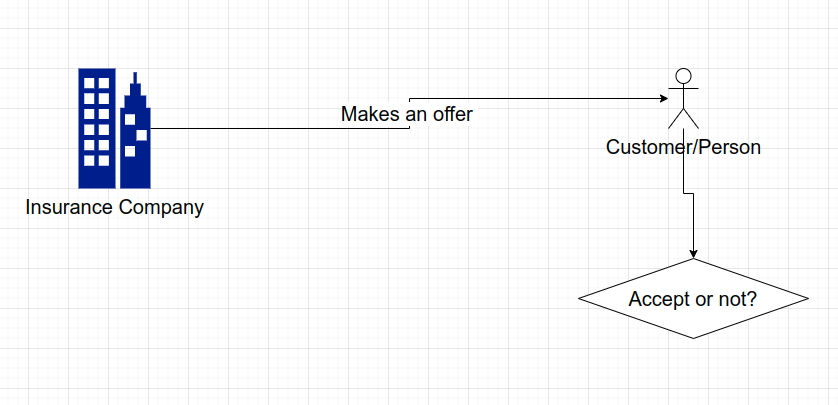 Makes an offer
Customer/Person
Insurance Company
Accept or not?